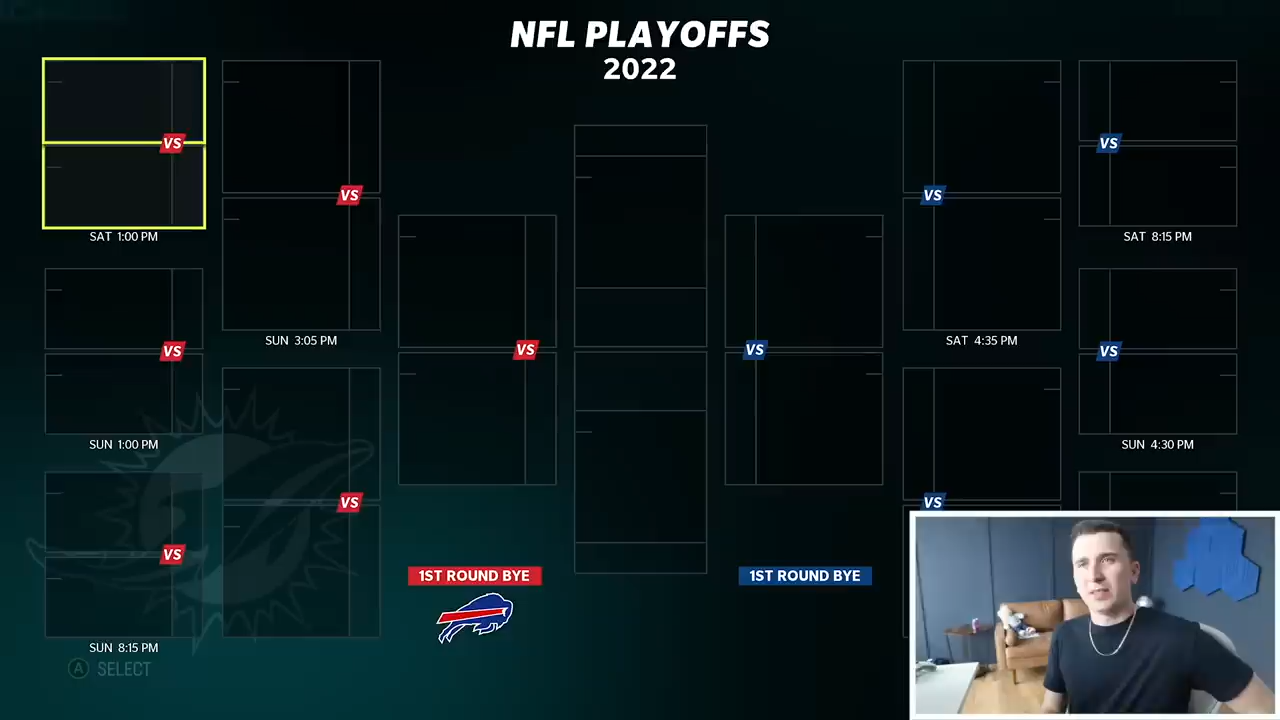 NFL PLAYOFFS
2022
VS
VS
VS
VS
SAT 1:00 PM
SAT 8:15 PM
SUN 3:05 PM
SAT 4:35 PM
VS
VS
VS
VS
SUN 1:00 PM
SUN 4:30 PM
VS
VS
VS
1ST ROUND BYE
1ST ROUND BYE
SUN 8:15 PM
A SELECT